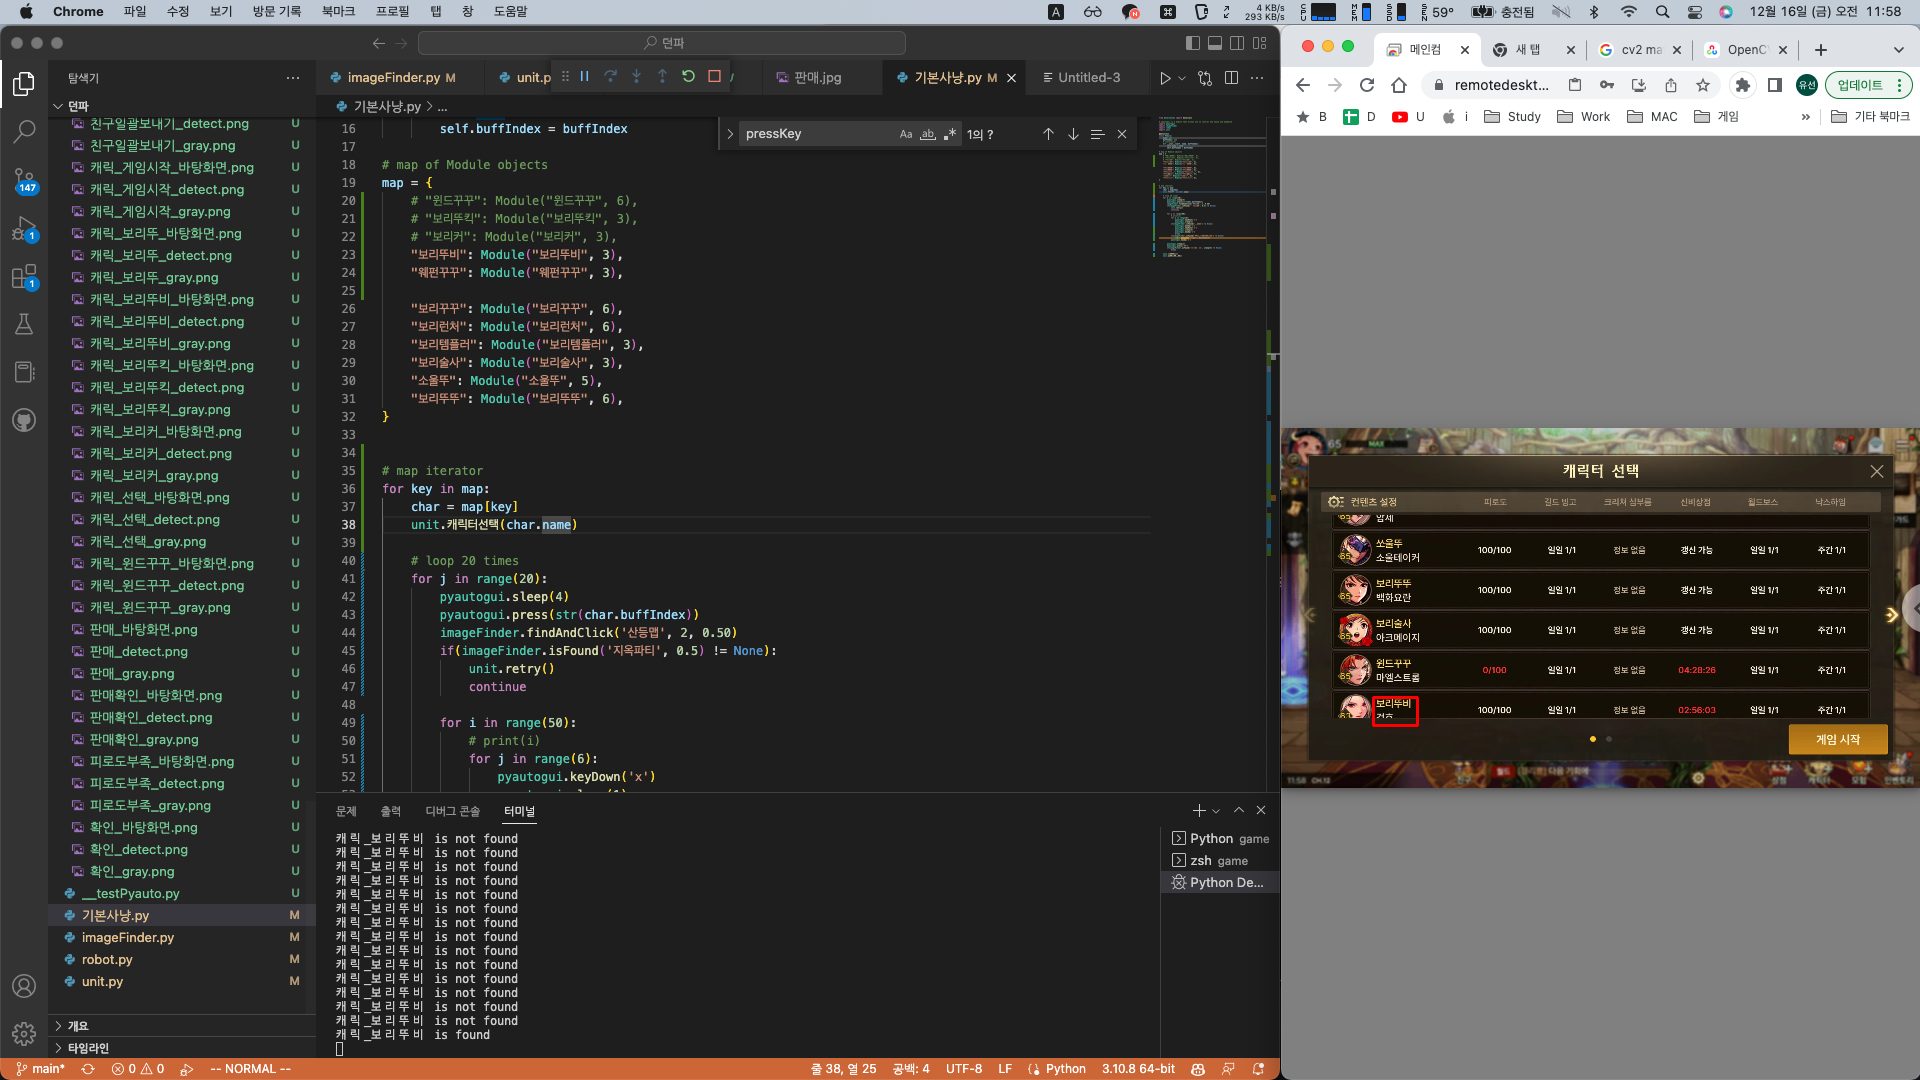 Chrome 파일 수정 보기 방문 기록 북마크 프로필 탭 창 도움말
4 KB/s
293 KB/s
59° 충전됨 12월 16일 (금) 오전 11:58
던파
메인컴 새 탭 cv2 ma OpenC
remotedeskt... 업데이트
B D U i Study Work MAC 게임 기타 북마크
탐색기
던파
친구일괄보내기_detect.png U
친구일괄보내기_gray.png U
캐릭_게임시작_바탕화면.png U
캐릭_게임시작_detect.png U
캐릭_게임시작_gray.png U
캐릭_보리뚜_바탕화면.png U
캐릭_보리뚜_detect.png U
캐릭_보리뚜_gray.png U
캐릭_보리뚜비_바탕화면.png U
캐릭_보리뚜비_detect.png U
캐릭_보리뚜비_gray.png U
캐릭_보리뚜킥_바탕화면.png U
캐릭_보리뚜킥_detect.png U
캐릭_보리뚜킥_gray.png U
캐릭_보리커_바탕화면.png U
캐릭_보리커_detect.png U
캐릭_보리커_gray.png U
캐릭_선택_바탕화면.png U
캐릭_선택_detect.png U
캐릭_선택_gray.png U
캐릭_윈드꾸꾸_바탕화면.png U
캐릭_윈드꾸꾸_detect.png U
캐릭_윈드꾸꾸_gray.png U
판매_바탕화면.png U
판매_detect.png U
판매_gray.png U
판매확인_바탕화면.png U
판매확인_detect.png U
판매확인_gray.png U
피로도부족_바탕화면.png U
피로도부족_detect.png U
피로도부족_gray.png U
확인_바탕화면.png U
확인_detect.png U
확인_gray.png U
__testPyauto.py U
기본사냥.py M
imageFinder.py M
robot.py M
unit.py M
개요
타임라인
147
1
1
imageFinder.py M unit.p 판매.jpg 기본사냥.py M Untitled-3
기본사냥.py > ...
pressKey Aa ab 1의 ?
16 self.buffIndex = buffIndex
17
18 # map of Module objects
19 map = {
20 # "윈드꾸꾸": Module("윈드꾸꾸", 6),
21 # "보리뚜킥": Module("보리뚜킥", 3),
22 # "보리커": Module("보리커", 3),
23 "보리뚜비": Module("보리뚜비", 3),
24 "웨펀꾸꾸": Module("웨펀꾸꾸", 3),
25
26 "보리꾸꾸": Module("보리꾸꾸", 6),
27 "보리런처": Module("보리런처", 6),
28 "보리템플러": Module("보리템플러", 3),
29 "보리술사": Module("보리술사", 3),
30 "소울뚜": Module("소울뚜", 5),
31 "보리뚜뚜": Module("보리뚜뚜", 6),
32 }
33
34
35 # map iterator
36 for key in map:
37 char = map[key]
38 unit.캐릭터선택(char.name)
39
40 # loop 20 times
41 for j in range(20):
42 pyautogui.sleep(4)
43 pyautogui.press(str(char.buffIndex))
44 imageFinder.findAndClick('산등맵', 2, 0.50)
45 if(imageFinder.isFound('지옥파티', 0.5) != None):
46 unit.retry()
47 continue
48
49 for i in range(50):
50 # print(i)
51 for j in range(6):
52 pyautogui.keyDown('x')
문제 출력 디버그 콘솔 터미널
캐릭_보리뚜비 is not found
캐릭_보리뚜비 is not found
캐릭_보리뚜비 is not found
캐릭_보리뚜비 is not found
캐릭_보리뚜비 is not found
캐릭_보리뚜비 is not found
캐릭_보리뚜비 is not found
캐릭_보리뚜비 is not found
캐릭_보리뚜비 is not found
캐릭_보리뚜비 is not found
캐릭_보리뚜비 is not found
캐릭_보리뚜비 is not found
캐릭_보리뚜비 is not found
캐릭_보리뚜비 is not found
캐릭_보리뚜비 is found
Python game
zsh game
Python De...
main* 0 0 -- NORMAL -- 줄 38, 열 25 공백: 4 UTF-8 LF Python 3.10.8 64-bit
캐릭터 선택
컨텐츠 설정 피로도 길드 빙고 크리쳐 심부름 신비상점 월드보스 낙스하임
암제
쏘울뚜
소울테이커 100/100 일일 1/1 정보 없음 갱신 가능 일일 1/1 주간 1/1
보리뚜뚜
백화요란 100/100 일일 1/1 정보 없음 갱신 가능 일일 1/1 주간 1/1
보리술사
아크메이지 100/100 일일 1/1 정보 없음 갱신 가능 일일 1/1 주간 1/1
윈드꾸꾸
마엘스트롬 0/100 일일 1/1 정보 없음 04:28:26 일일 1/1 주간 1/1
보리뚜비
100/100 일일 1/1 정보 없음 02:56:03 일일 1/1 주간 1/1
게임 시작